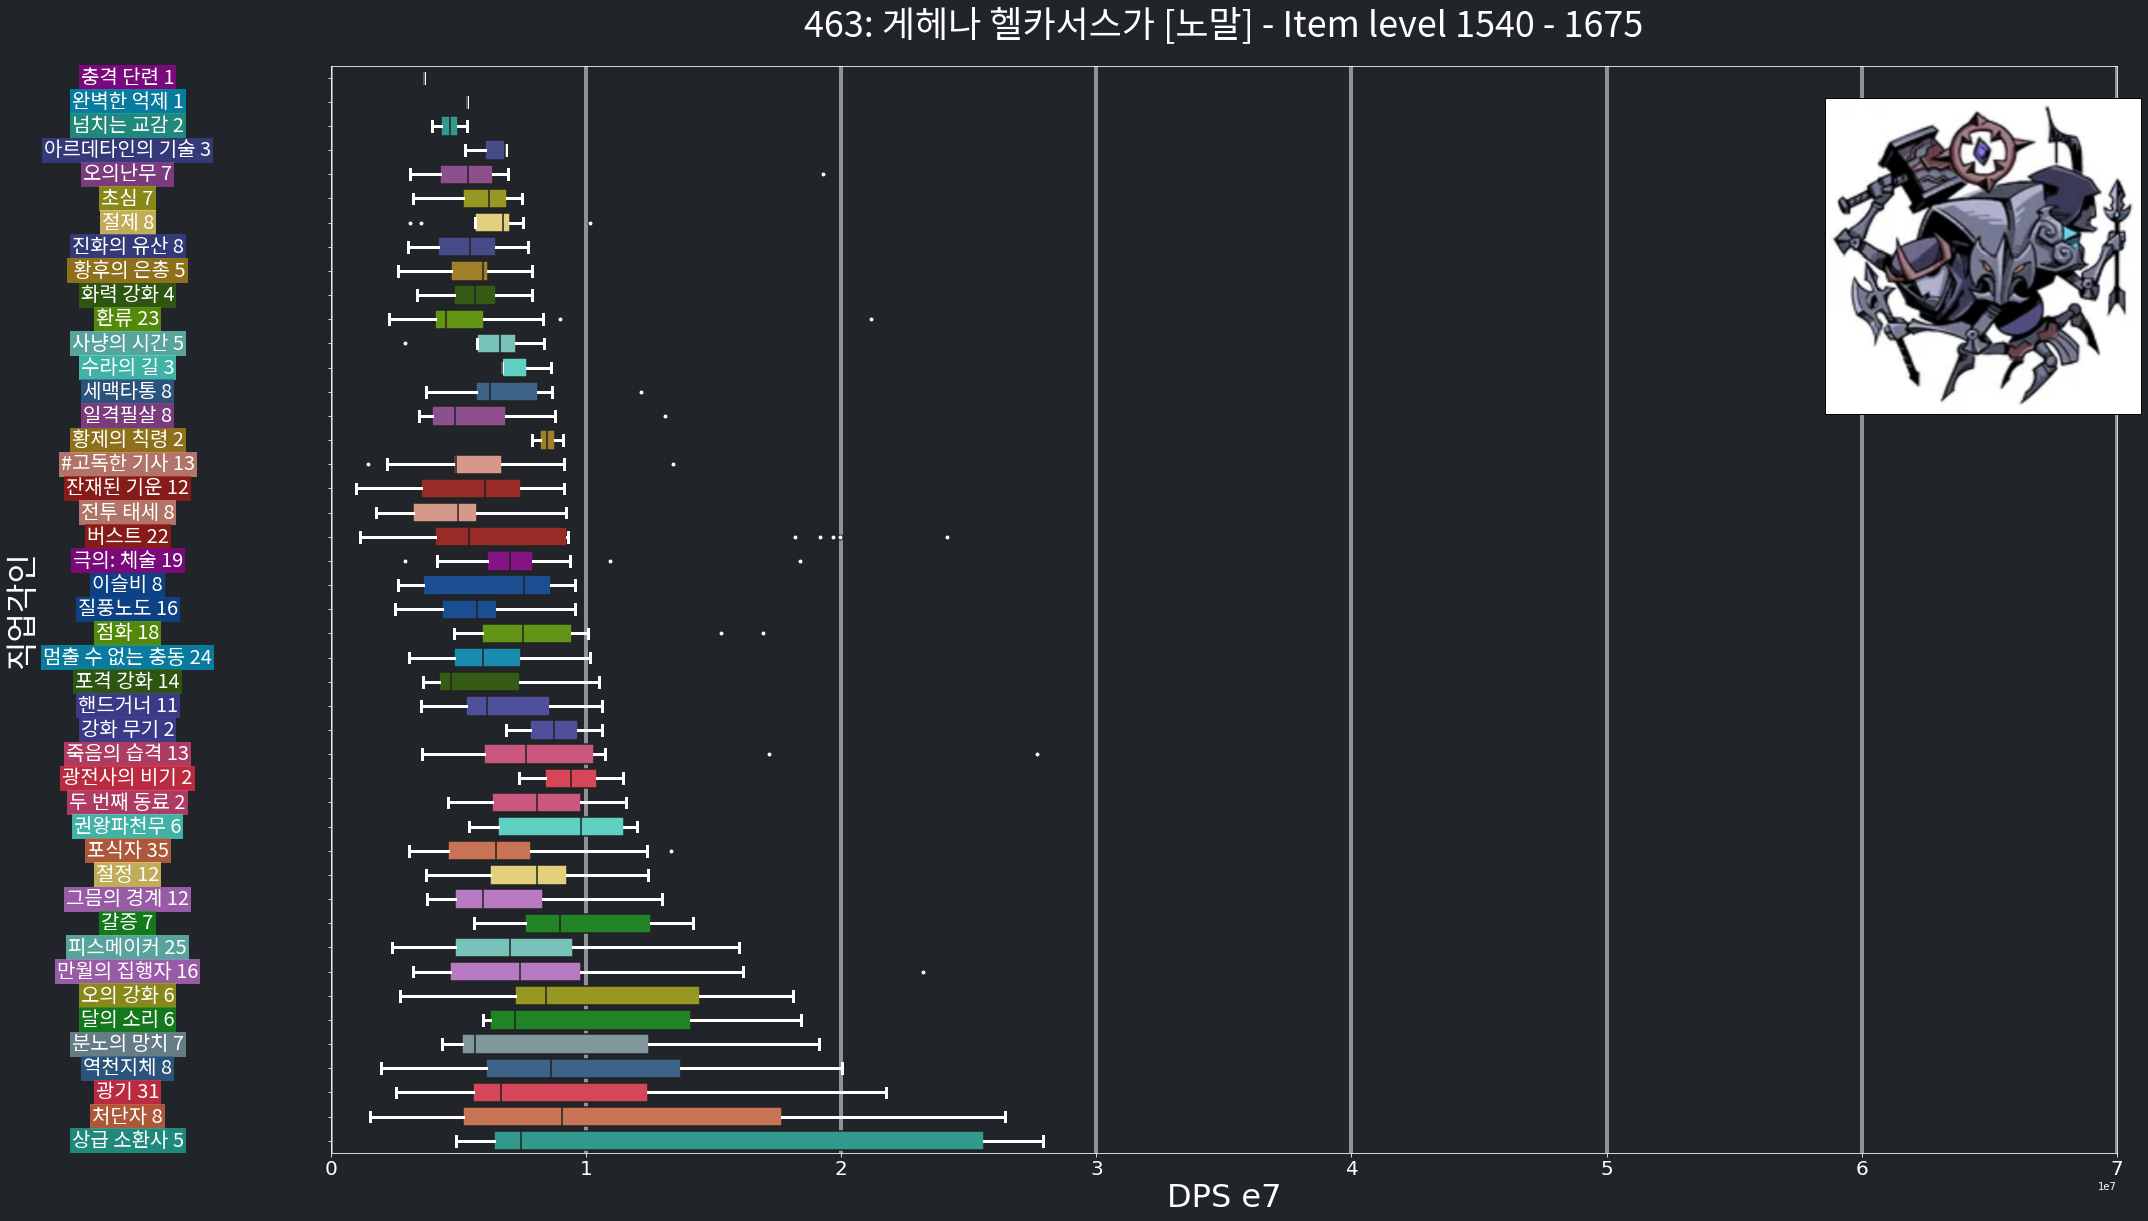 463: 게헤나 헬카서스가 [노말] - Item level 1540 - 1675
충격 단련 1
완벽한 억제 1
넘치는 교감 2
아르데타인의 기술 3
오의난무 7
초심 7
절제 8
진화의 유산 8
황후의 은총 5
화력 강화 4
환류 23
사냥의 시간 5
수라의 길 3
세맥타통 8
일격필살 8
황제의 칙령 2
#고독한 기사 13
잔재된 기운 12
전투 태세 8
버스트 22
극의: 체술 19
이슬비 8
질풍노도 16
점화 18
멈출 수 없는 충동 24
포격 강화 14
핸드거너 11
강화 무기 2
죽음의 습격 13
광전사의 비기 2
두 번째 동료 2
권왕파천무 6
포식자 35
절정 12
그믐의 경계 12
갈증 7
피스메이커 25
만월의 집행자 16
오의 강화 6
달의 소리 6
분노의 망치 7
역천지체 8
광기 31
처단자 8
상급 소환사 5
직업각인
0 1 2 3 4 5 6 7
1e7
DPS e7